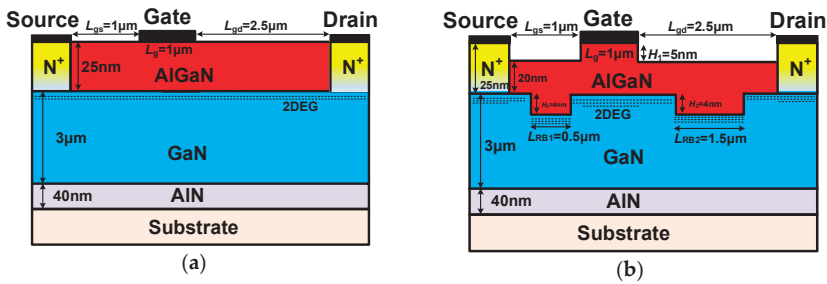 Source Gate Drain
Lgs=1μm Lgd=2.5μm
N+ Lg=1μm N+
25nm
AlGaN
2DEG
3μm
GaN
40nm AlN
Substrate
(a)
Source Gate Drain
Lgs=1μm Lgd=2.5μm
N+ Lg=1μm H1=5nm N+
20nm AlGaN
25nm
H2=4nm H3=4nm
2DEG
LRB1=0.5μm LRB2=1.5μm
3μm
GaN
40nm AlN
Substrate
(b)